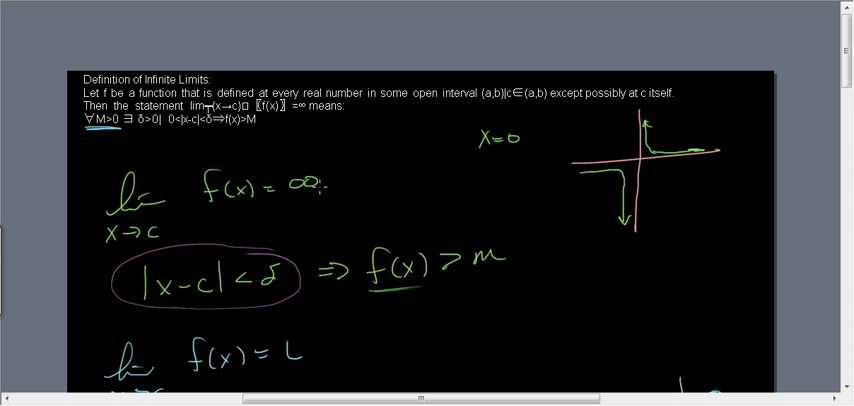 Definition of Infinite Limits:
Let f be a function that is defined at every real number in some open interval (a,b)|c∈(a,b) except possibly at c itself.
Then the statement lim┬(x→c)□〖f(x)〗=∞ means:
∀M>0 ∃ δ>0| 0<|x-c|<δ⇒f(x)>M
x=0
lim f(x) = ∞
x→c
|x-c|<δ ⇒ f(x) > M
lim f(x) = L